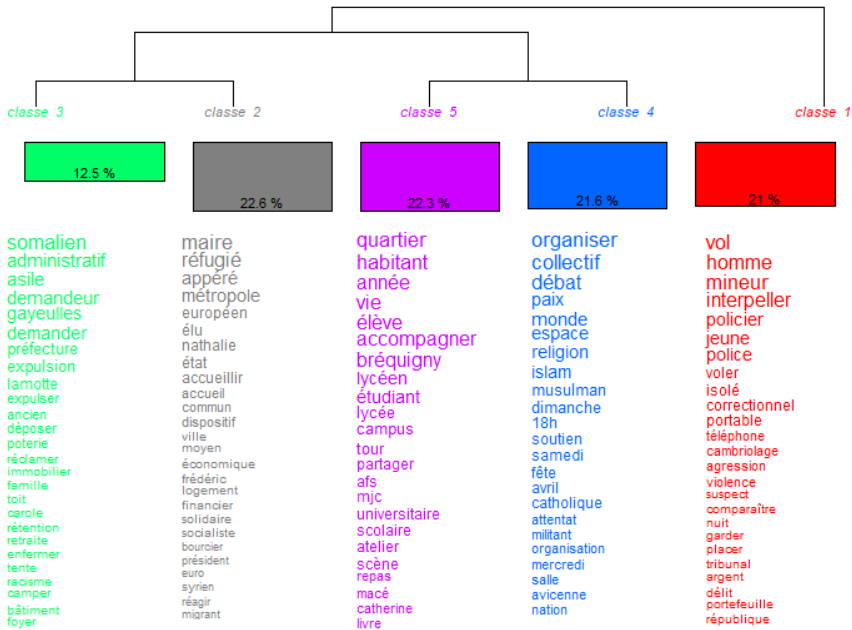 classe 3
classe 2
classe 5
classe 4
classe 1
12.5 %
22.6 %
22.3 %
21.6 %
21 %
somalien
administratif
asile
demandeur
gayeulles
demander
préfecture
expulsion
lamotte
expulser
ancien
déposer
poterie
réclamer
immobilier
famille
toit
carole
rétention
retraite
enfermer
tente
racisme
camper
bâtiment
foyer
maire
réfugié
appéré
métropole
européen
élu
nathalie
état
accueillir
accueil
commun
dispositif
ville
moyen
économique
frédéric
logement
financier
solidaire
socialiste
bourcier
président
euro
syrien
réagir
migrant
quartier
habitant
année
vie
élève
accompagner
bréquigny
lycéen
étudiant
lycée
campus
tour
partager
afs
mjc
universitaire
scolaire
atelier
scène
repas
macé
catherine
livre
organiser
collectif
débat
paix
monde
espace
religion
islam
musulman
dimanche
18h
soutien
samedi
fête
avril
catholique
attentat
militant
organisation
mercredi
salle
avicenne
nation
vol
homme
mineur
interpeller
policier
jeune
police
voler
isolé
correctionnel
portable
téléphone
cambriolage
agression
violence
suspect
comparaître
nuit
garder
placer
tribunal
argent
délit
portefeuille
république